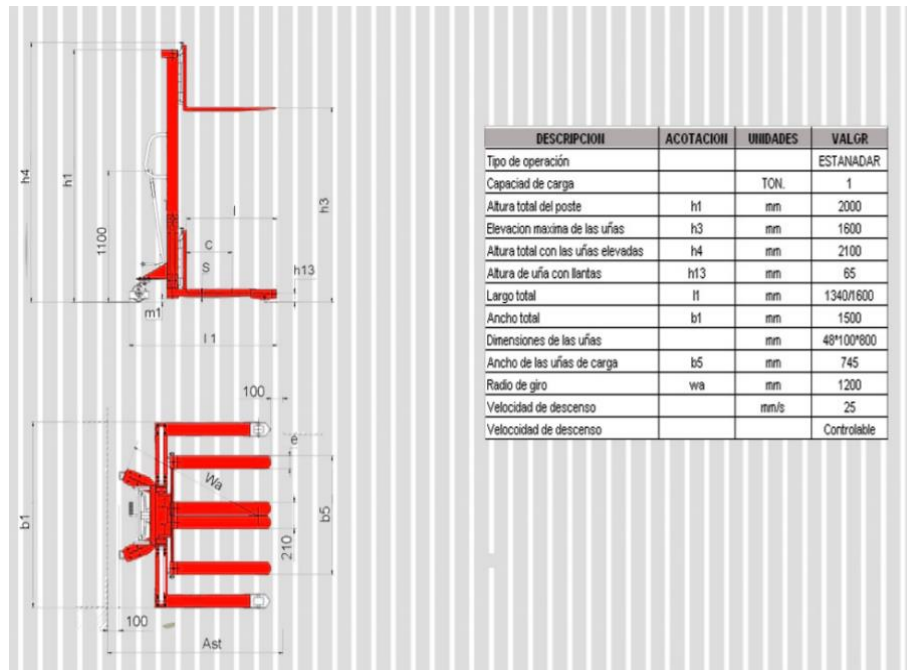 h4
h1
1100
h3
l
C
S
h13
m1
l 1
100
e
Wa
b1
b5
210
100
Ast
DESCRIPCION ACOTACION UNIDADES VALOR
Tipo de operación ESTANADAR
Capaciad de carga TON. 1
Altura total del poste h1 mm 2000
Elevacion maxima de las uñas h3 mm 1600
Altura total con las uñas elevadas h4 mm 2100
Altura de uña con llantas h13 mm 65
Largo total l1 mm 1340/1600
Ancho total b1 mm 1500
Dimensiones de las uñas mm 48*100*800
Ancho de las uñas de carga b5 mm 745
Radio de giro wa mm 1200
Velocidad de descenso mm/s 25
Velocoidad de descenso Controlable